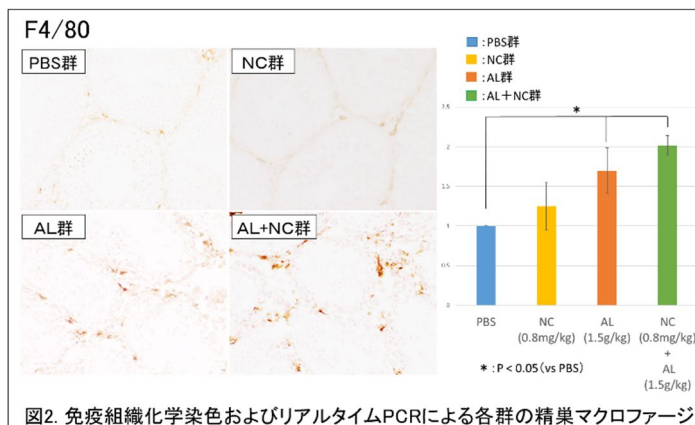 F4/80
PBS群
NC群
AL群
AL+NC群
:PBS群
:NC群
:AL群
:AL+NC群
*
2.5
2
1.5
1
0.5
PBS
NC
(0.8mg/kg)
AL
(1.5g/kg)
NC
(0.8mg/kg)
+
AL
(1.5g/kg)
*:P<0.05(vs PBS)
図2. 免疫組織化学染色およびリアルタイムPCRによる各群の精巣マクロファージ